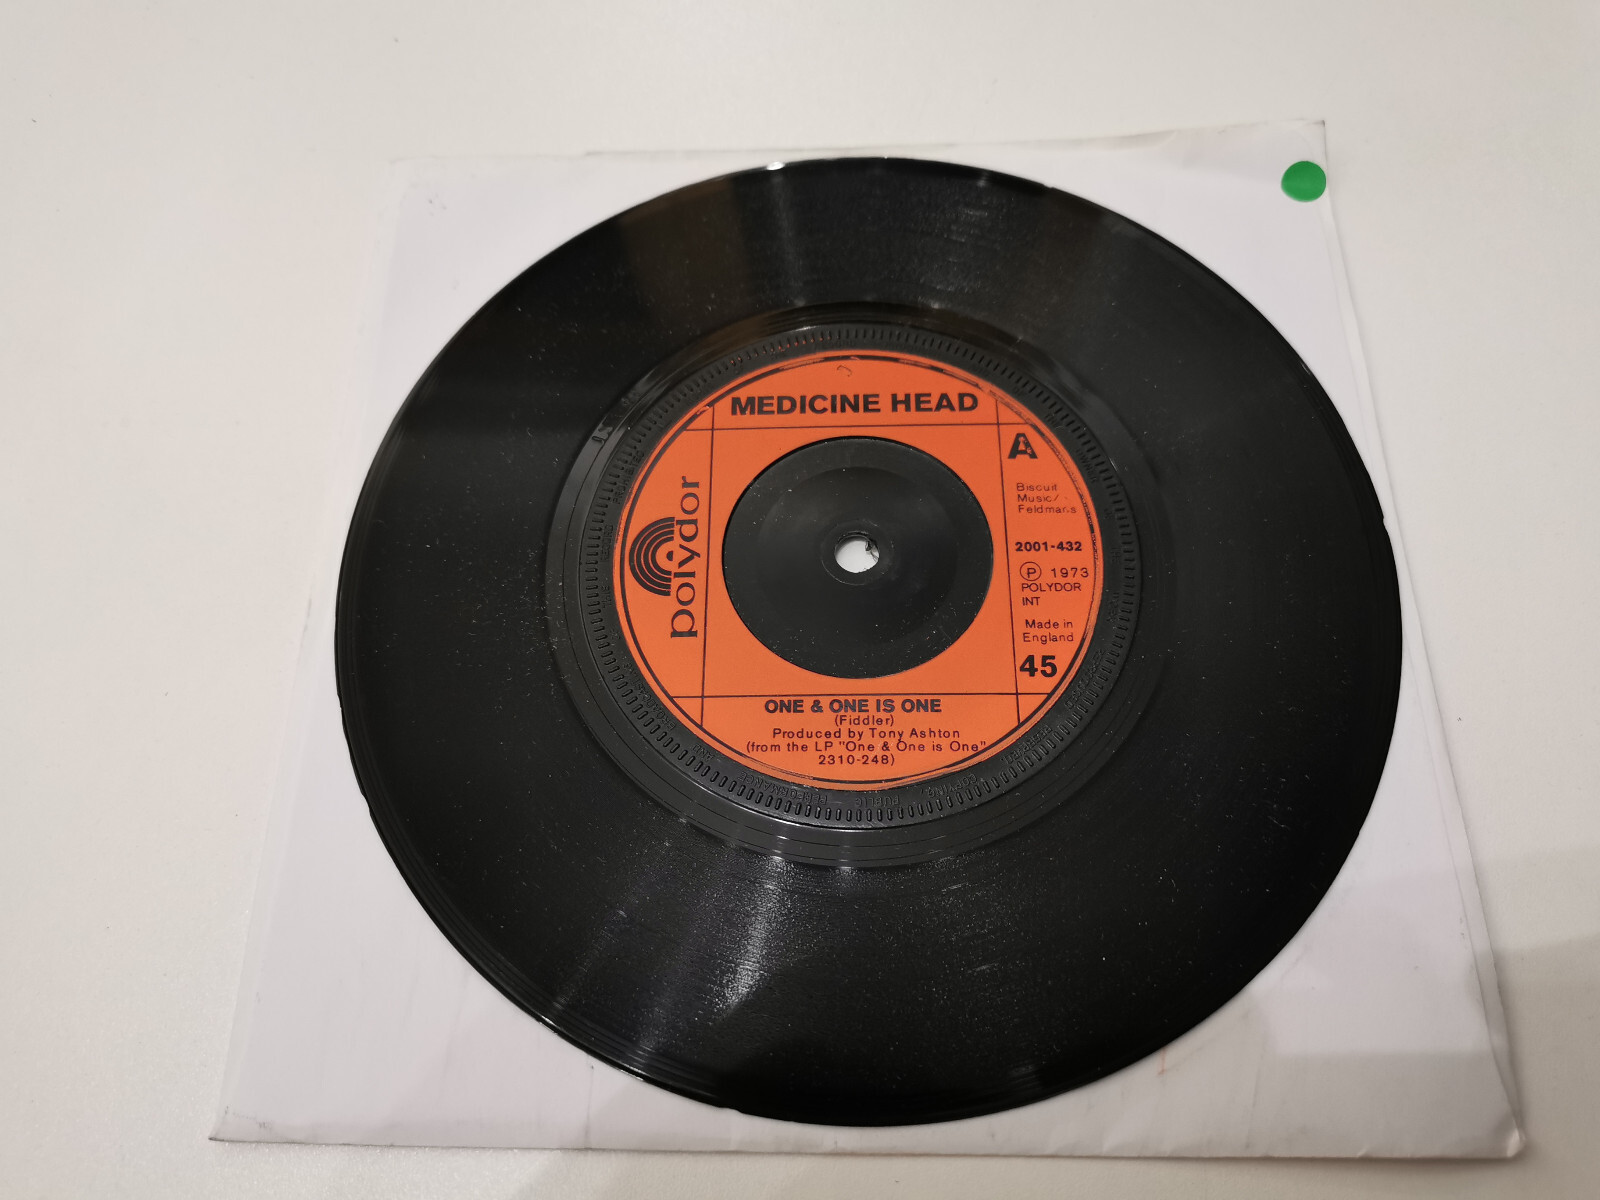 MEDICINE HEAD
polydor
A
Biscuit
Music/
Feldmans
2001-432
Ⓟ 1973
POLYDOR
INT
Made in
England
45
ONE & ONE IS ONE
(Fiddler)
Produced by Tony Ashton
(from the LP "One & One is One"
2310-248)